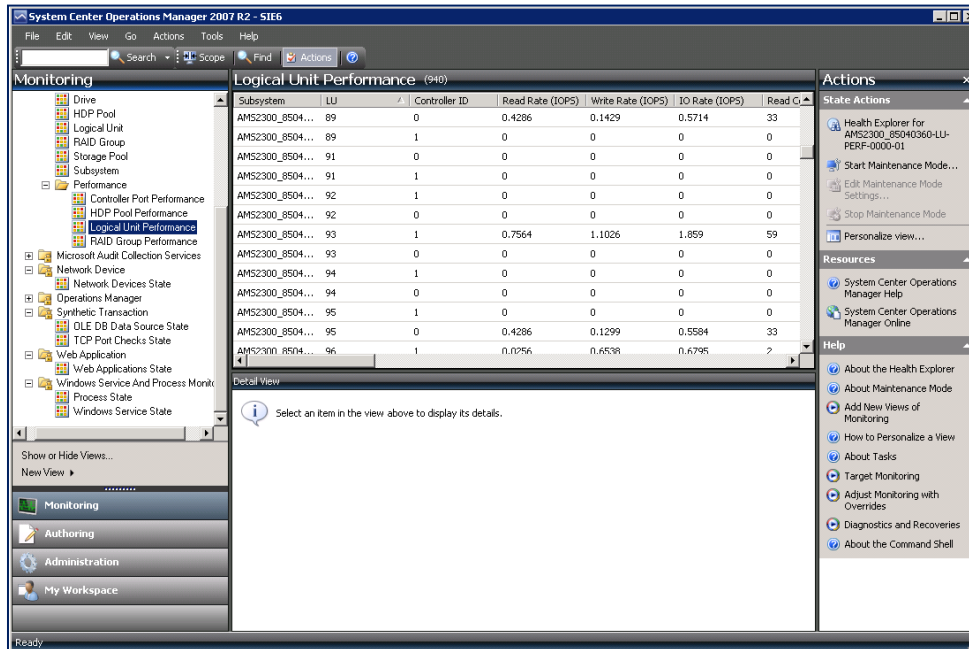 System Center Operations Manager 2007 R2 - SIE6
File Edit View Go Actions Tools Help
Search Scope Find Actions
Monitoring
Drive
HDP Pool
Logical Unit
RAID Group
Storage Pool
Subsystem
Performance
Controller Port Performance
HDP Pool Performance
Logical Unit Performance
RAID Group Performance
Microsoft Audit Collection Services
Network Device
Network Devices State
Operations Manager
Synthetic Transaction
OLE DB Data Source State
TCP Port Checks State
Web Application
Web Applications State
Windows Service And Process Monito
Process State
Windows Service State
Show or Hide Views...
New View
Monitoring
Authoring
Administration
My Workspace
Logical Unit Performance (940)
Subsystem LU Controller ID Read Rate (IOPS) Write Rate (IOPS) IO Rate (IOPS) Read C
AMS2300_8504... 89 0 0.4286 0.1429 0.5714 33
AMS2300_8504... 89 1 0 0 0 0
AMS2300_8504... 91 0 0 0 0 0
AMS2300_8504... 91 1 0 0 0 0
AMS2300_8504... 92 1 0 0 0 0
AMS2300_8504... 92 0 0 0 0 0
AMS2300_8504... 93 1 0.7564 1.1026 1.859 59
AMS2300_8504... 93 0 0 0 0 0
AMS2300_8504... 94 1 0 0 0 0
AMS2300_8504... 94 0 0 0 0 0
AMS2300_8504... 95 1 0 0 0 0
AMS2300_8504... 95 0 0.4286 0.1299 0.5584 33
AMS2300_8504... 96 1 0.0256 0.6538 0.6795 2
Detail View
Select an item in the view above to display its details.
Actions
State Actions
Health Explorer for
AMS2300_85040360-LU-
PERF-0000-01
Start Maintenance Mode...
Edit Maintenance Mode
Settings...
Stop Maintenance Mode
Personalize view...
Resources
System Center Operations
Manager Help
System Center Operations
Manager Online
Help
About the Health Explorer
About Maintenance Mode
Add New Views of
Monitoring
How to Personalize a View
About Tasks
Target Monitoring
Adjust Monitoring with
Overrides
Diagnostics and Recoveries
About the Command Shell
Ready